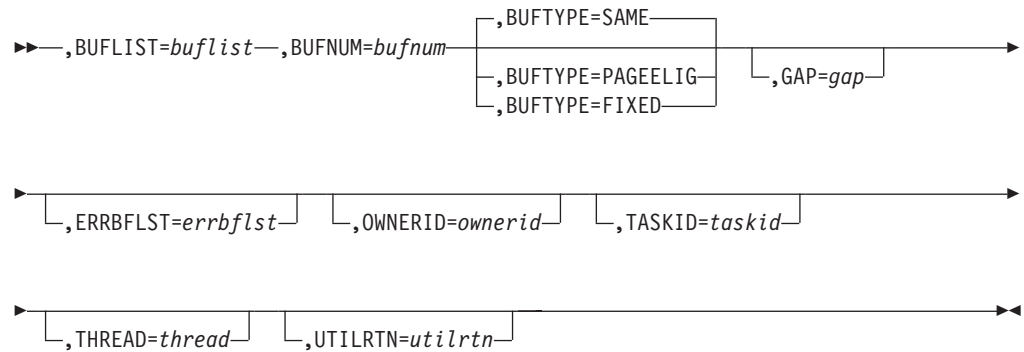 ,BUFTYPE=SAME
,BUFLIST=buflist ,BUFNUM=bufnum
,BUFTYPE=PAGEELIG ,GAP=gap
,BUFTYPE=FIXED
,ERRBFLST=errbflst ,OWNERID=ownerid ,TASKID=taskid
,THREAD=thread ,UTILRTN=utilrtn